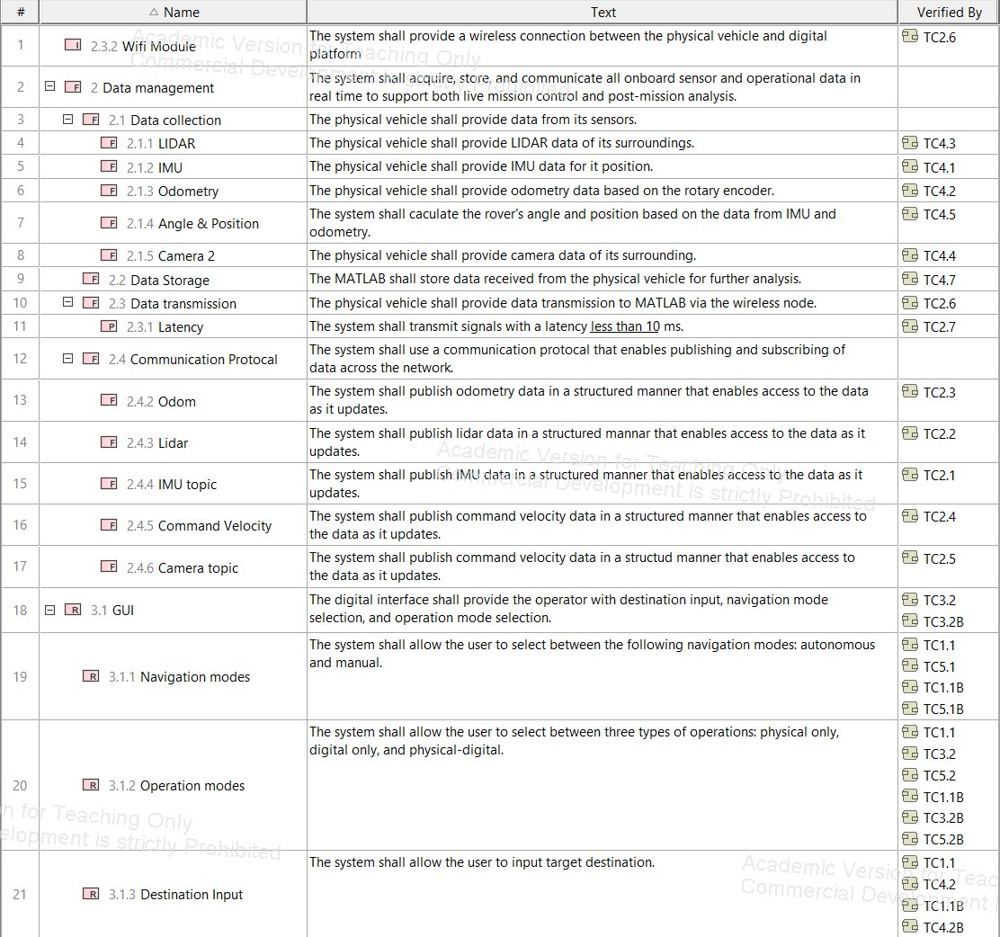 # △ Name Text Verified By
1 I 2.3.2 Wifi Module The system shall provide a wireless connection between the physical vehicle and digital TC2.6
platform
2 F 2 Data management The system shall acquire, store, and communicate all onboard sensor and operational data in
real time to support both live mission control and post-mission analysis.
3 F 2.1 Data collection The physical vehicle shall provide data from its sensors.
4 F 2.1.1 LIDAR The physical vehicle shall provide LIDAR data of its surroundings. TC4.3
5 F 2.1.2 IMU The physical vehicle shall provide IMU data for it position. TC4.1
6 F 2.1.3 Odometry The physical vehicle shall provide odometry data based on the rotary encoder. TC4.2
7 F 2.1.4 Angle & Position The system shall caculate the rover's angle and position based on the data from IMU and TC4.5
odometry.
8 F 2.1.5 Camera 2 The physical vehicle shall provide camera data of its surrounding. TC4.4
9 F 2.2 Data Storage The MATLAB shall store data received from the physical vehicle for further analysis. TC4.7
10 F 2.3 Data transmission The physical vehicle shall provide data transmission to MATLAB via the wireless node. TC2.6
11 P 2.3.1 Latency The system shall transmit signals with a latency less than 10 ms. TC2.7
12 F 2.4 Communication Protocal The system shall use a communication protocal that enables publishing and subscribing of
data across the network.
13 F 2.4.2 Odom The system shall publish odometry data in a structured manner that enables access to the data TC2.3
as it updates.
14 F 2.4.3 Lidar The system shall publish lidar data in a structured mannar that enables access to the data as it TC2.2
updates.
15 F 2.4.4 IMU topic The system shall publish IMU data in a structured manner that enables access to the data as it TC2.1
updates.
16 F 2.4.5 Command Velocity The system shall publish command velocity data in a structured manner that enables access to TC2.4
the data as it updates.
17 F 2.4.6 Camera topic The system shall publish command velocity data in a structud manner that enables access to TC2.5
the data as it updates.
18 R 3.1 GUI The digital interface shall provide the operator with destination input, navigation mode TC3.2
selection, and operation mode selection. TC3.2B
19 R 3.1.1 Navigation modes The system shall allow the user to select between the following navigation modes: autonomous TC1.1
and manual. TC5.1
TC1.1B
TC5.1B
20 R 3.1.2 Operation modes The system shall allow the user to select between three types of operations: physical only, TC1.1
digital only, and physical-digital. TC3.2
TC5.2
TC1.1B
TC3.2B
TC5.2B
21 R 3.1.3 Destination Input The system shall allow the user to input target destination. TC1.1
TC4.2
TC1.1B
TC4.2B
Academic Version for Teaching Only
Commercial Development is strictly Prohibited
Academic Version for Teaching Only
Commercial Development is strictly Prohibited
n for Teaching Only
elopment is strictly Prohibited
Academic Version for Teac
Commercial Development i